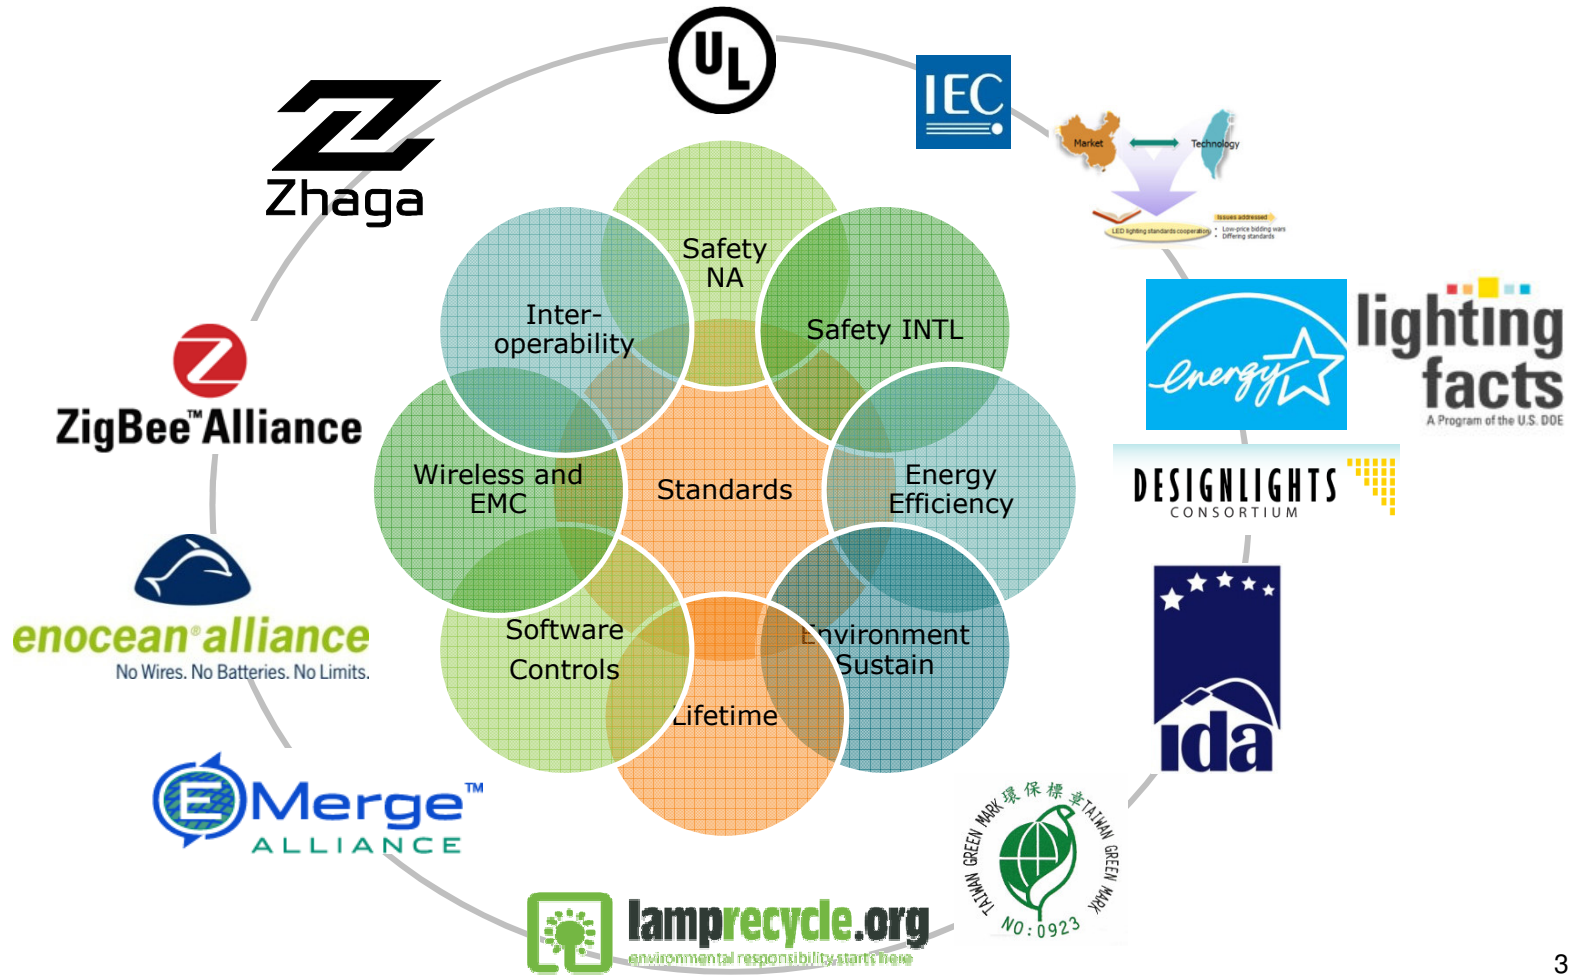 UL
IEC
Market
Technology
Issues addressed
LED lighting standards cooperation
• Low-price bidding wars
• Differing standards
Zhaga
Safety
NA
Inter-
operability
Safety INTL
energy
lighting
facts
A Program of the U.S. DOE
Z
ZigBee™Alliance
Wireless and
EMC
Standards
Energy
Efficiency
DESIGNLIGHTS
CONSORTIUM
enocean® alliance
No Wires. No Batteries. No Limits.
Software
Controls
Environment
Sustain
Lifetime
ida
EMerge™
ALLIANCE
環保標章
TAIWAN GREEN MARK
TAIWAN GREEN MARK
NO:0923
lamprecycle.org
environmental responsibility starts here
3